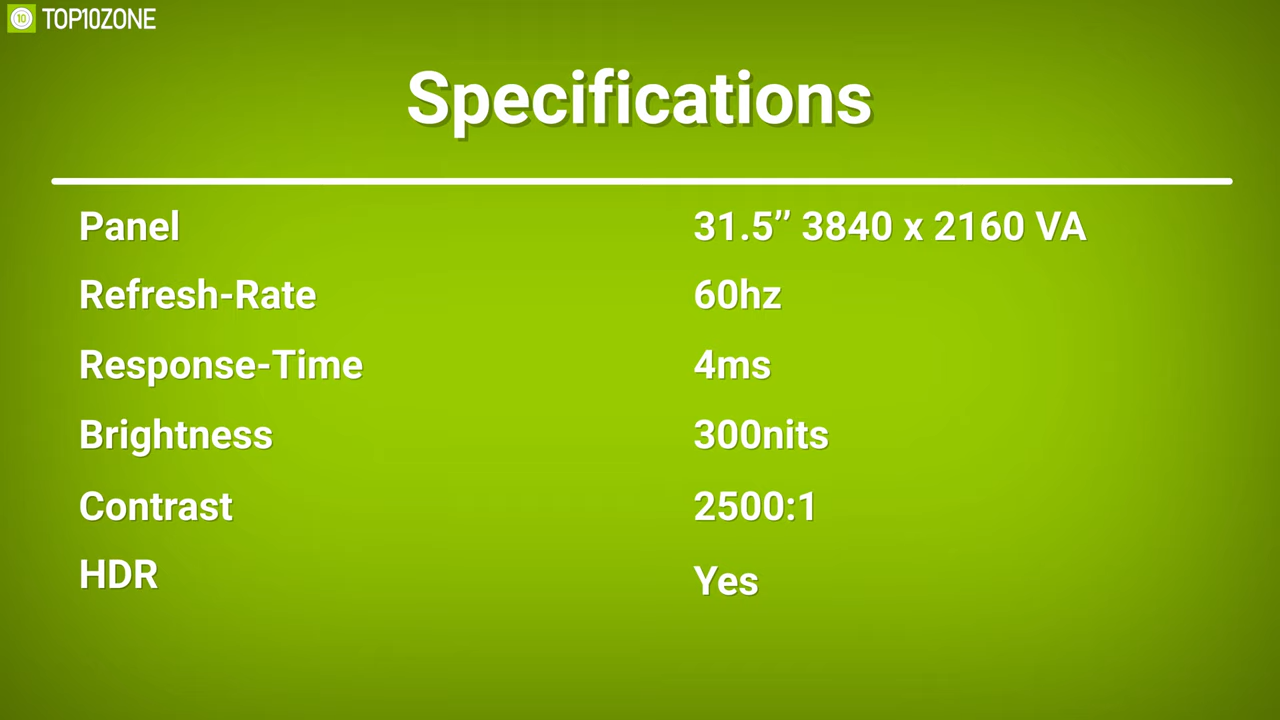 10 TOP10ZONE
Specifications
Panel 31.5’’ 3840 x 2160 VA
Refresh-Rate 60hz
Response-Time 4ms
Brightness 300nits
Contrast 2500:1
HDR Yes